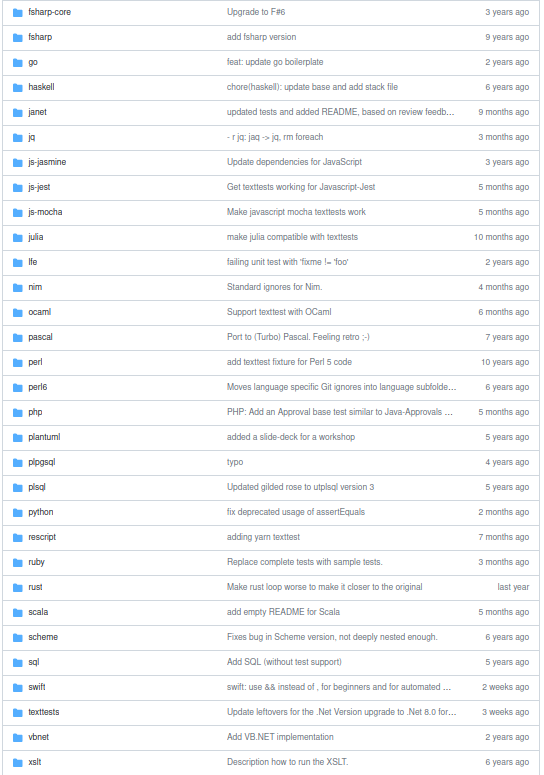 fsharp-core Upgrade to F#6 3 years ago
fsharp add fsharp version 9 years ago
go feat: update go boilerplate 2 years ago
haskell chore(haskell): update base and add stack file 6 years ago
janet updated tests and added README, based on review feedb... 9 months ago
jq - r jq: jaq -> jq, rm foreach 3 months ago
js-jasmine Update dependencies for JavaScript 3 years ago
js-jest Get texttests working for Javascript-Jest 5 months ago
js-mocha Make javascript mocha texttests work 5 months ago
julia make julia compatible with texttests 10 months ago
lfe failing unit test with 'fixme != 'foo' 2 years ago
nim Standard ignores for Nim. 4 months ago
ocaml Support texttest with OCaml 6 months ago
pascal Port to (Turbo) Pascal. Feeling retro ;-) 7 years ago
perl add texttest fixture for Perl 5 code 10 years ago
perl6 Moves language specific Git ignores into language subfolde... 6 years ago
php PHP: Add an Approval base test similar to Java-Approvals ... 5 months ago
plantuml added a slide-deck for a workshop 5 years ago
plpgsql typo 4 years ago
plsql Updated gilded rose to utplsql version 3 5 years ago
python fix deprecated usage of assertEquals 2 months ago
rescript adding yarn texttest 7 months ago
ruby Replace complete tests with sample tests. 3 months ago
rust Make rust loop worse to make it closer to the original last year
scala add empty README for Scala 5 months ago
scheme Fixes bug in Scheme version, not deeply nested enough. 6 years ago
sql Add SQL (without test support) 5 years ago
swift swift: use && instead of , for beginners and for automated ... 2 weeks ago
texttests Update leftovers for the .Net Version upgrade to .Net 8.0 for... 3 weeks ago
vbnet Add VB.NET implementation 2 years ago
xslt Description how to run the XSLT. 6 years ago